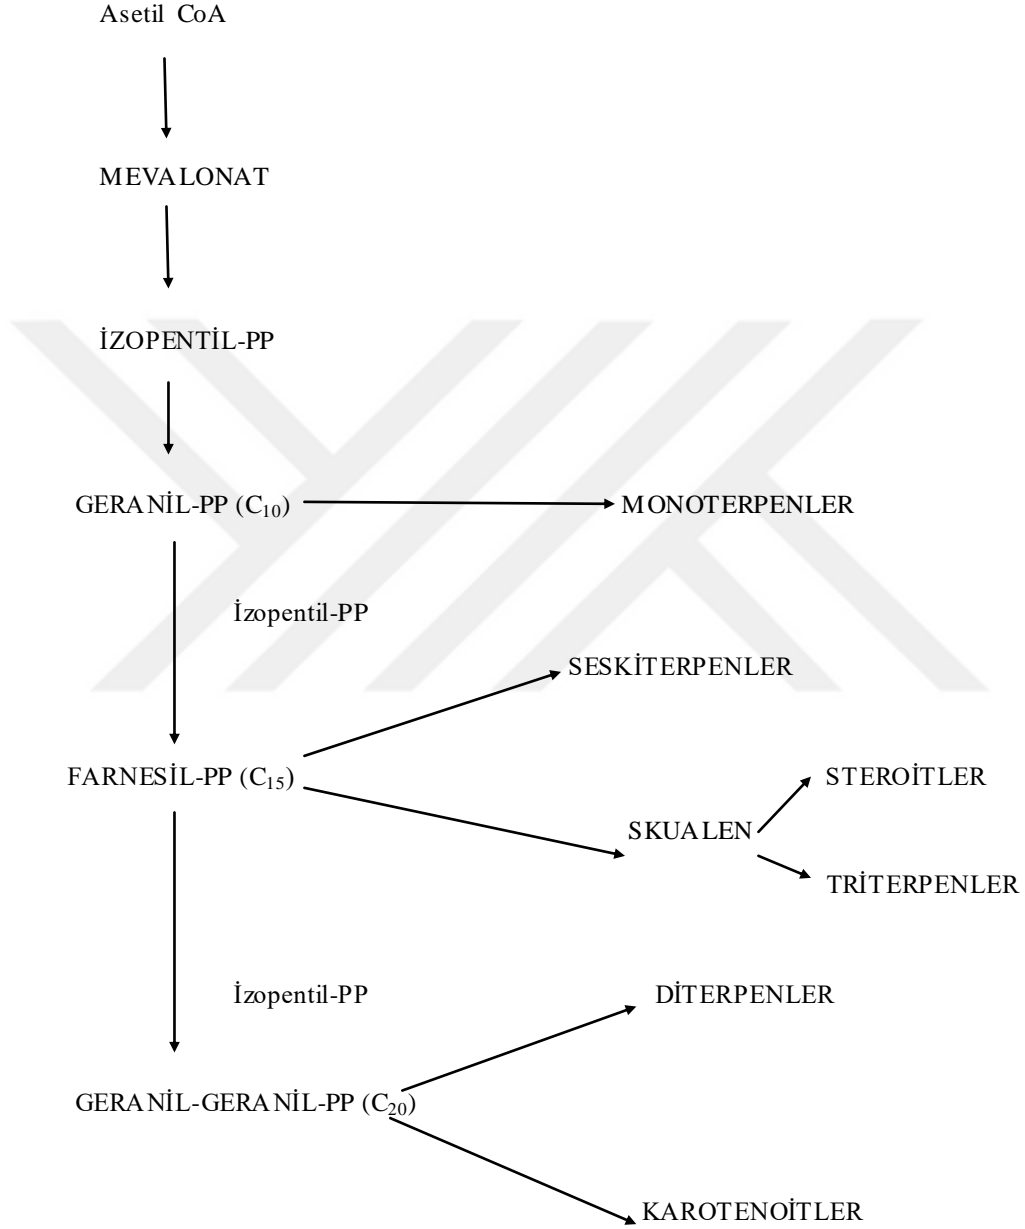 Asetil CoA
MEVALONAT
İZOPENTİL-PP
GERANİL-PP (C10)
MONOTERPENLER
İzopentil-PP
SESKİTERPENLER
FARNESİL-PP (C15)
STEROİTLER
SKUALEN
TRİTERPENLER
İzopentil-PP
DİTERPENLER
GERANİL-GERANİL-PP (C20)
KAROTENOİTLER